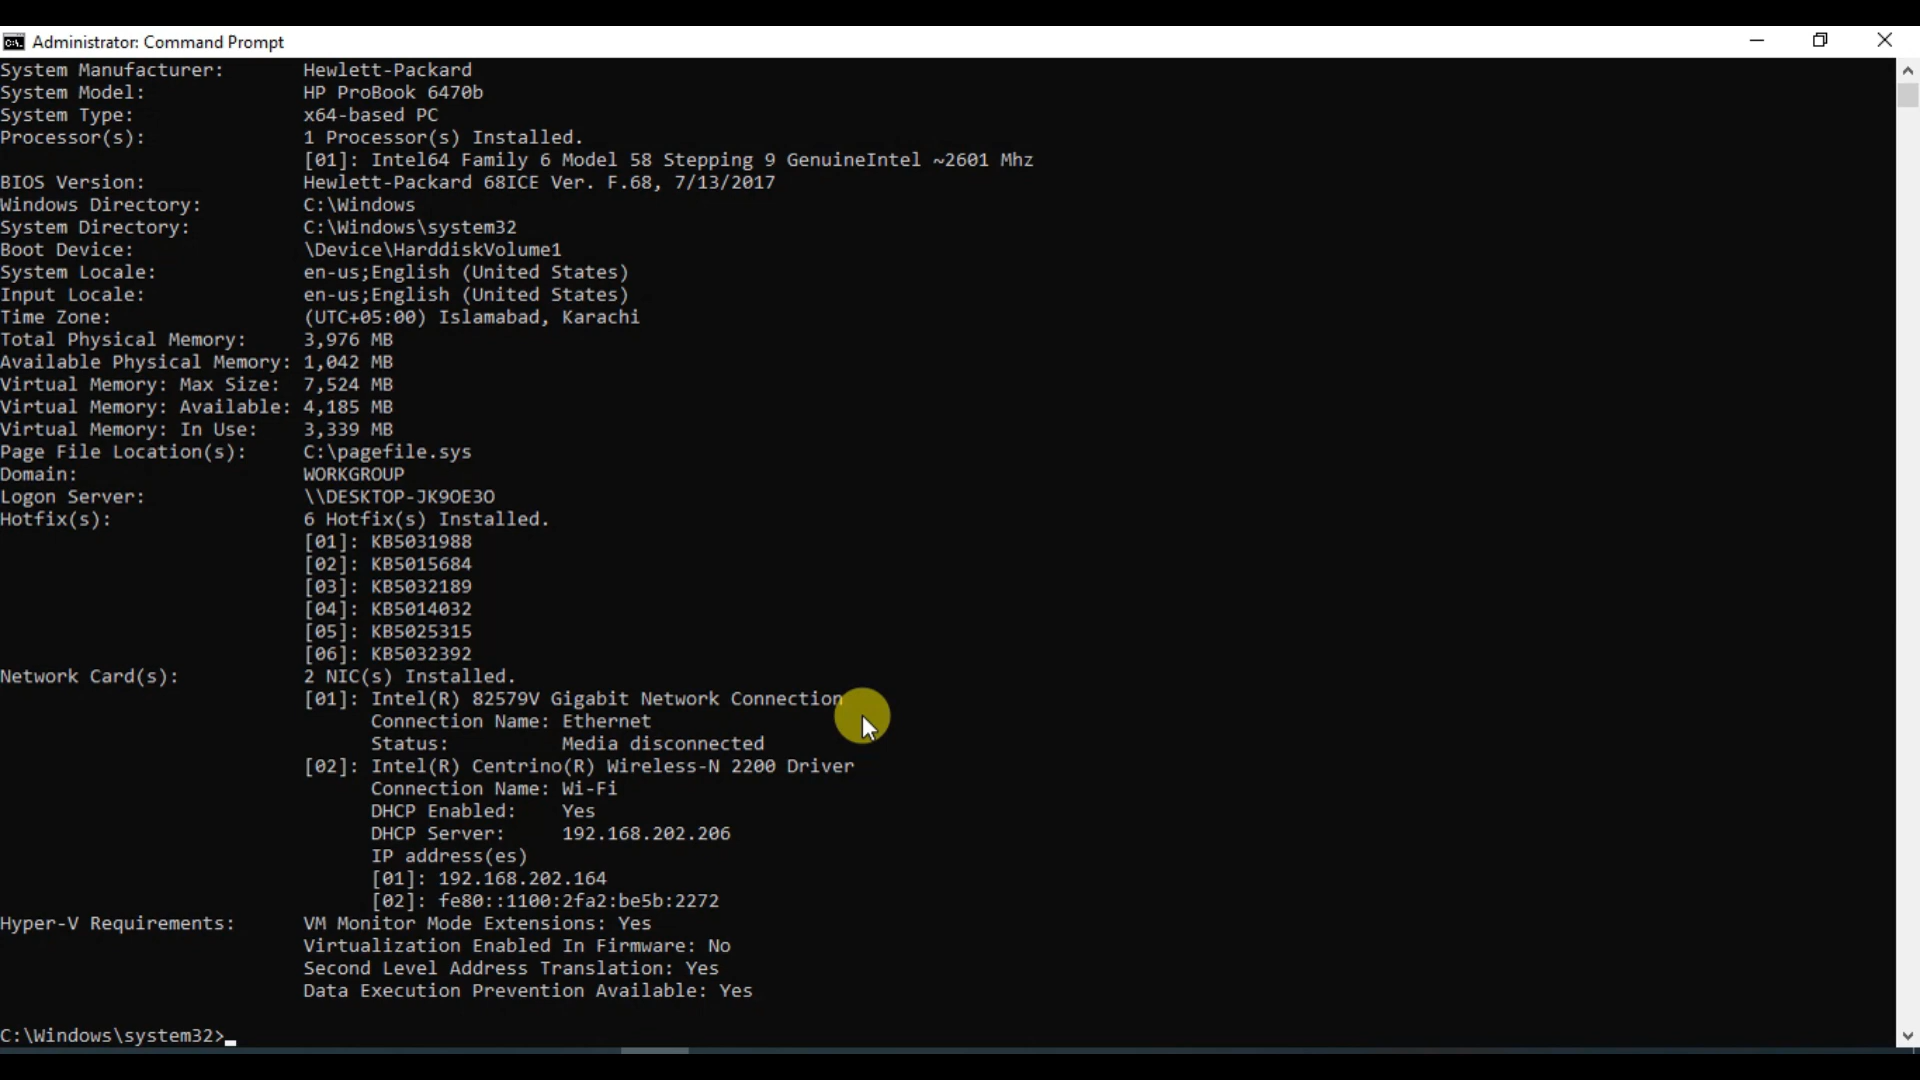 Administrator: Command Prompt
System Manufacturer: Hewlett-Packard
System Model: HP ProBook 6470b
System Type: x64-based PC
Processor(s): 1 Processor(s) Installed.
[01]: Intel64 Family 6 Model 58 Stepping 9 GenuineIntel ~2601 Mhz
BIOS Version: Hewlett-Packard 68ICE Ver. F.68, 7/13/2017
Windows Directory: C:\Windows
System Directory: C:\Windows\system32
Boot Device: \Device\HarddiskVolume1
System Locale: en-us;English (United States)
Input Locale: en-us;English (United States)
Time Zone: (UTC+05:00) Islamabad, Karachi
Total Physical Memory: 3,976 MB
Available Physical Memory: 1,042 MB
Virtual Memory: Max Size: 7,524 MB
Virtual Memory: Available: 4,185 MB
Virtual Memory: In Use: 3,339 MB
Page File Location(s): C:\pagefile.sys
Domain: WORKGROUP
Logon Server: \\DESKTOP-JK9OE3O
Hotfix(s): 6 Hotfix(s) Installed.
[01]: KB5031988
[02]: KB5015684
[03]: KB5032189
[04]: KB5014032
[05]: KB5025315
[06]: KB5032392
Network Card(s): 2 NIC(s) Installed.
[01]: Intel(R) 82579V Gigabit Network Connection
Connection Name: Ethernet
Status: Media disconnected
[02]: Intel(R) Centrino(R) Wireless-N 2200 Driver
Connection Name: Wi-Fi
DHCP Enabled: Yes
DHCP Server: 192.168.202.206
IP address(es)
[01]: 192.168.202.164
[02]: fe80::1100:2fa2:be5b:2272
Hyper-V Requirements: VM Monitor Mode Extensions: Yes
Virtualization Enabled In Firmware: No
Second Level Address Translation: Yes
Data Execution Prevention Available: Yes
C:\Windows\system32>